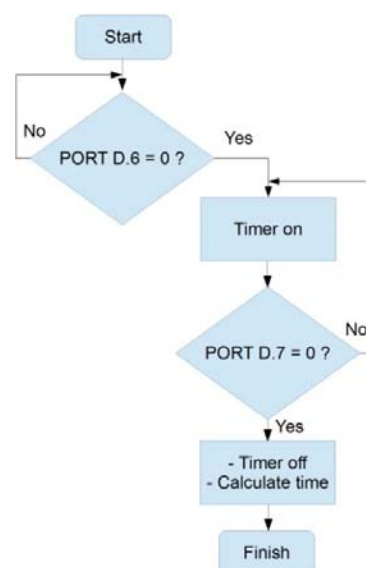 Start
No
PORT D.6 = 0 ?
Yes
Timer on
PORT D.7 = 0 ?
No
Yes
- Timer off
- Calculate time
Finish